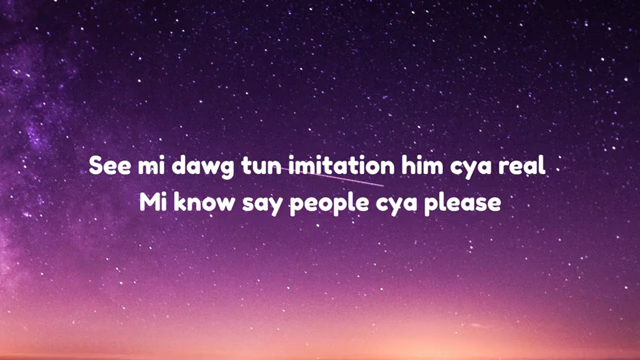 See mi dawg tun imitation him cya real
Mi know say people cya please